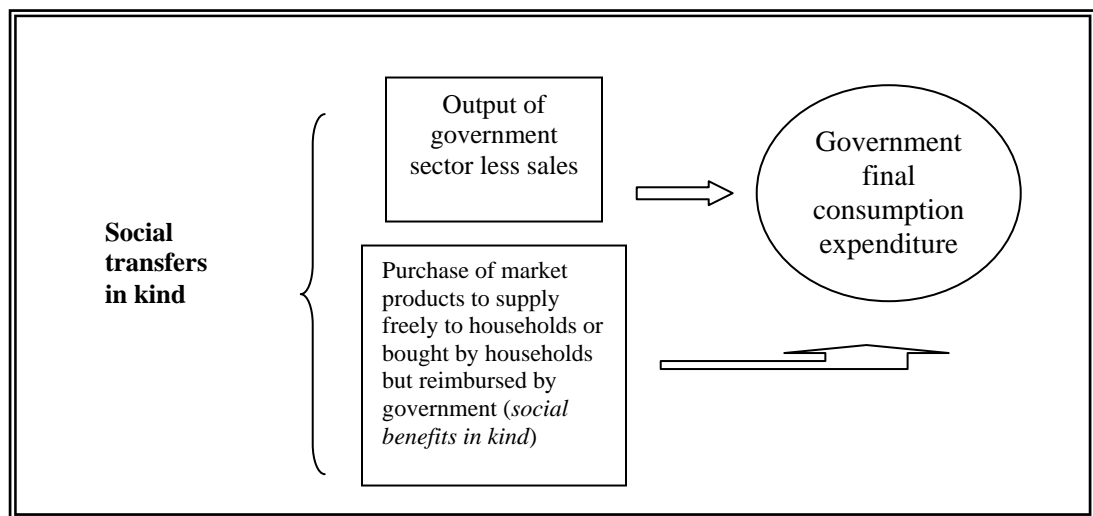 Social
transfers
in kind
Output of
government
sector less sales
Purchase of market
products to supply
freely to households or
bought by households
but reimbursed by
government (social
benefits in kind)
Government
final
consumption
expenditure